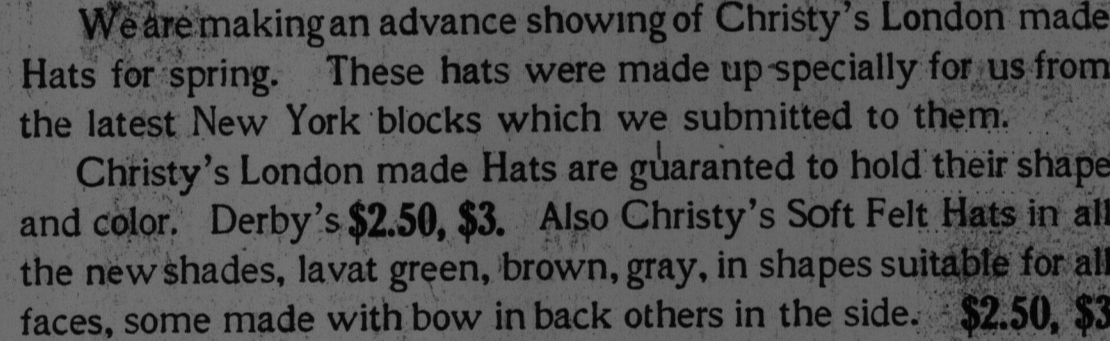 We are making an advance showing of Christy's London made
Hats for spring. These hats were made up specially for us from
the latest New York blocks which we submitted to them.
Christy's London made Hats are guaranted to hold their shape
and color. Derby's $2.50, $3. Also Christy's Soft Felt Hats in all
the new shades, lavat green, brown, gray, in shapes suitable for all
faces, some made with bow in back others in the side. $2.50, $3